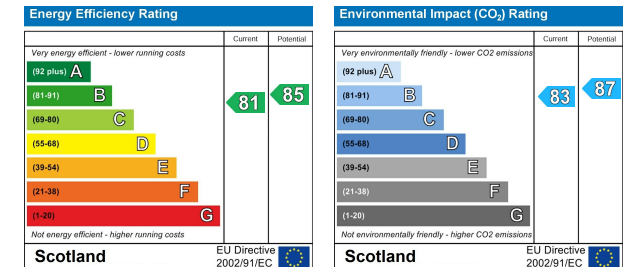 Energy Efficiency Rating
Current Potential
Very energy efficient - lower running costs
(92 plus) A
(81-91) B
(69-80) C
(55-68) D
(39-54) E
(21-38) F
(1-20) G
81
85
Not energy efficient - higher running costs
Scotland
EU Directive
2002/91/EC
Environmental Impact (CO2) Rating
Current Potential
Very environmentally friendly - lower CO2 emissions
(92 plus) A
(81-91) B
(69-80) C
(55-68) D
(39-54) E
(21-38) F
(1-20) G
83
87
Not environmentally friendly - higher CO2 emissions
Scotland
EU Directive
2002/91/EC